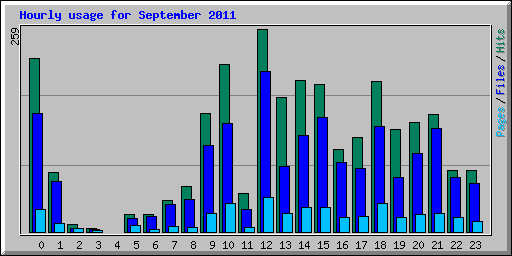 Hourly usage for September 2011
259
Pages/Files/Hits
0 1 2 3 4 5 6 7 8 9 10 11 12 13 14 15 16 17 18 19 20 21 22 23